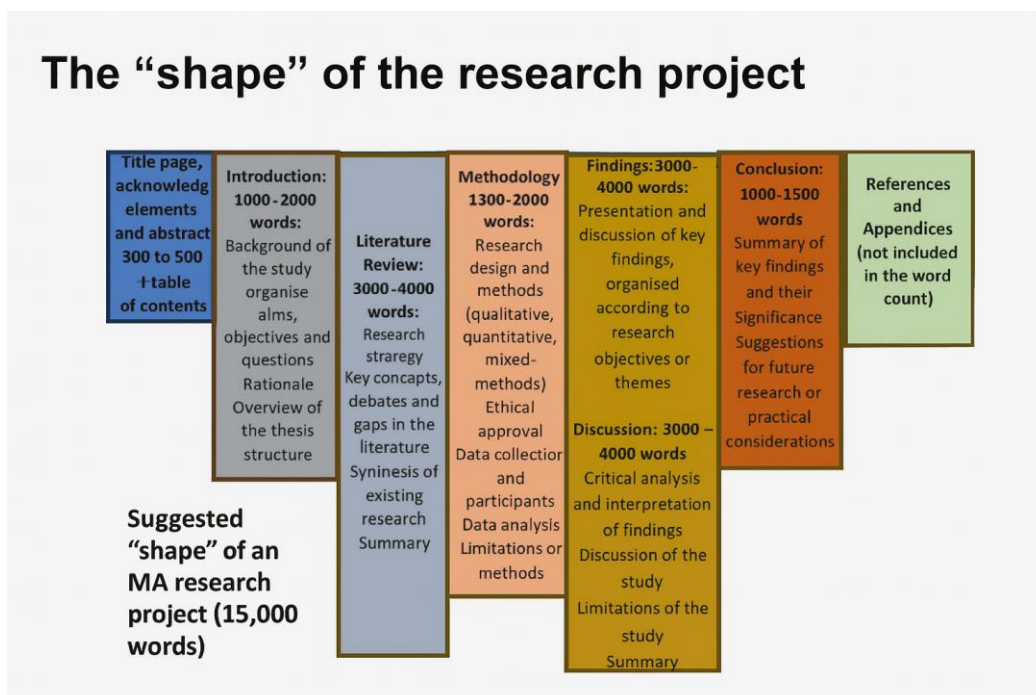 The “shape” of the research project
Title page,
acknowledg
elements
and abstract
300 to 500
+table
of contents
Introduction:
1000-2000
words:
Background of
the study
organise
alms,
objectives and
questions
Rationale
Overview of
the thesis
structure
Literature
Review:
3000-4000
words:
Research
straregy
Key concapts,
debates and
gaps in the
literature
Syninesis of
existing
research
Summary
Methodology
1300-2000
words:
Research
design and
methods
(qualitative,
quantitative,
mixed-
methods)
Ethical
approval
Data collection
and
participants
Data analysis
Limitations or
methods
Findings:3000-
4000 words:
Presentation and
discussion of key
findings,
organised
according to
research
objectives or
themes
Discussion: 3000 –
4000 words
Critical analysis
and interpretation
of findings
Discussion of the
study
Limitations of the
study
Summary
Conclusion:
1000-1500
words
Summary of
key findings
and their
Significance
Suggestions
for future
research or
practical
considerations
References
and
Appendices
(not included
in the word
count)
Suggested
“shape” of an
MA research
project (15,000
words)